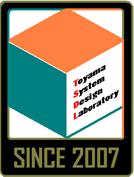 Toyama
System
Design
Laboratory
SINCE 2007